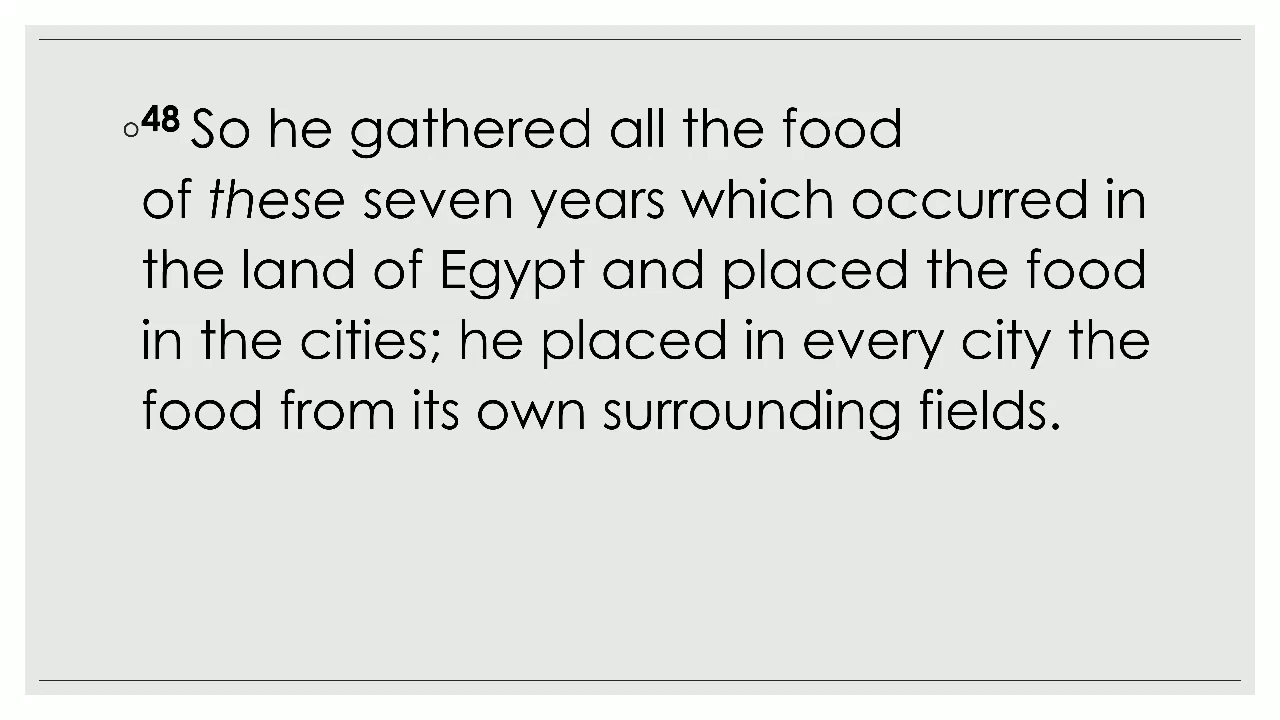 ◦48 So he gathered all the food
of these seven years which occurred in
the land of Egypt and placed the food
in the cities; he placed in every city the
food from its own surrounding fields.